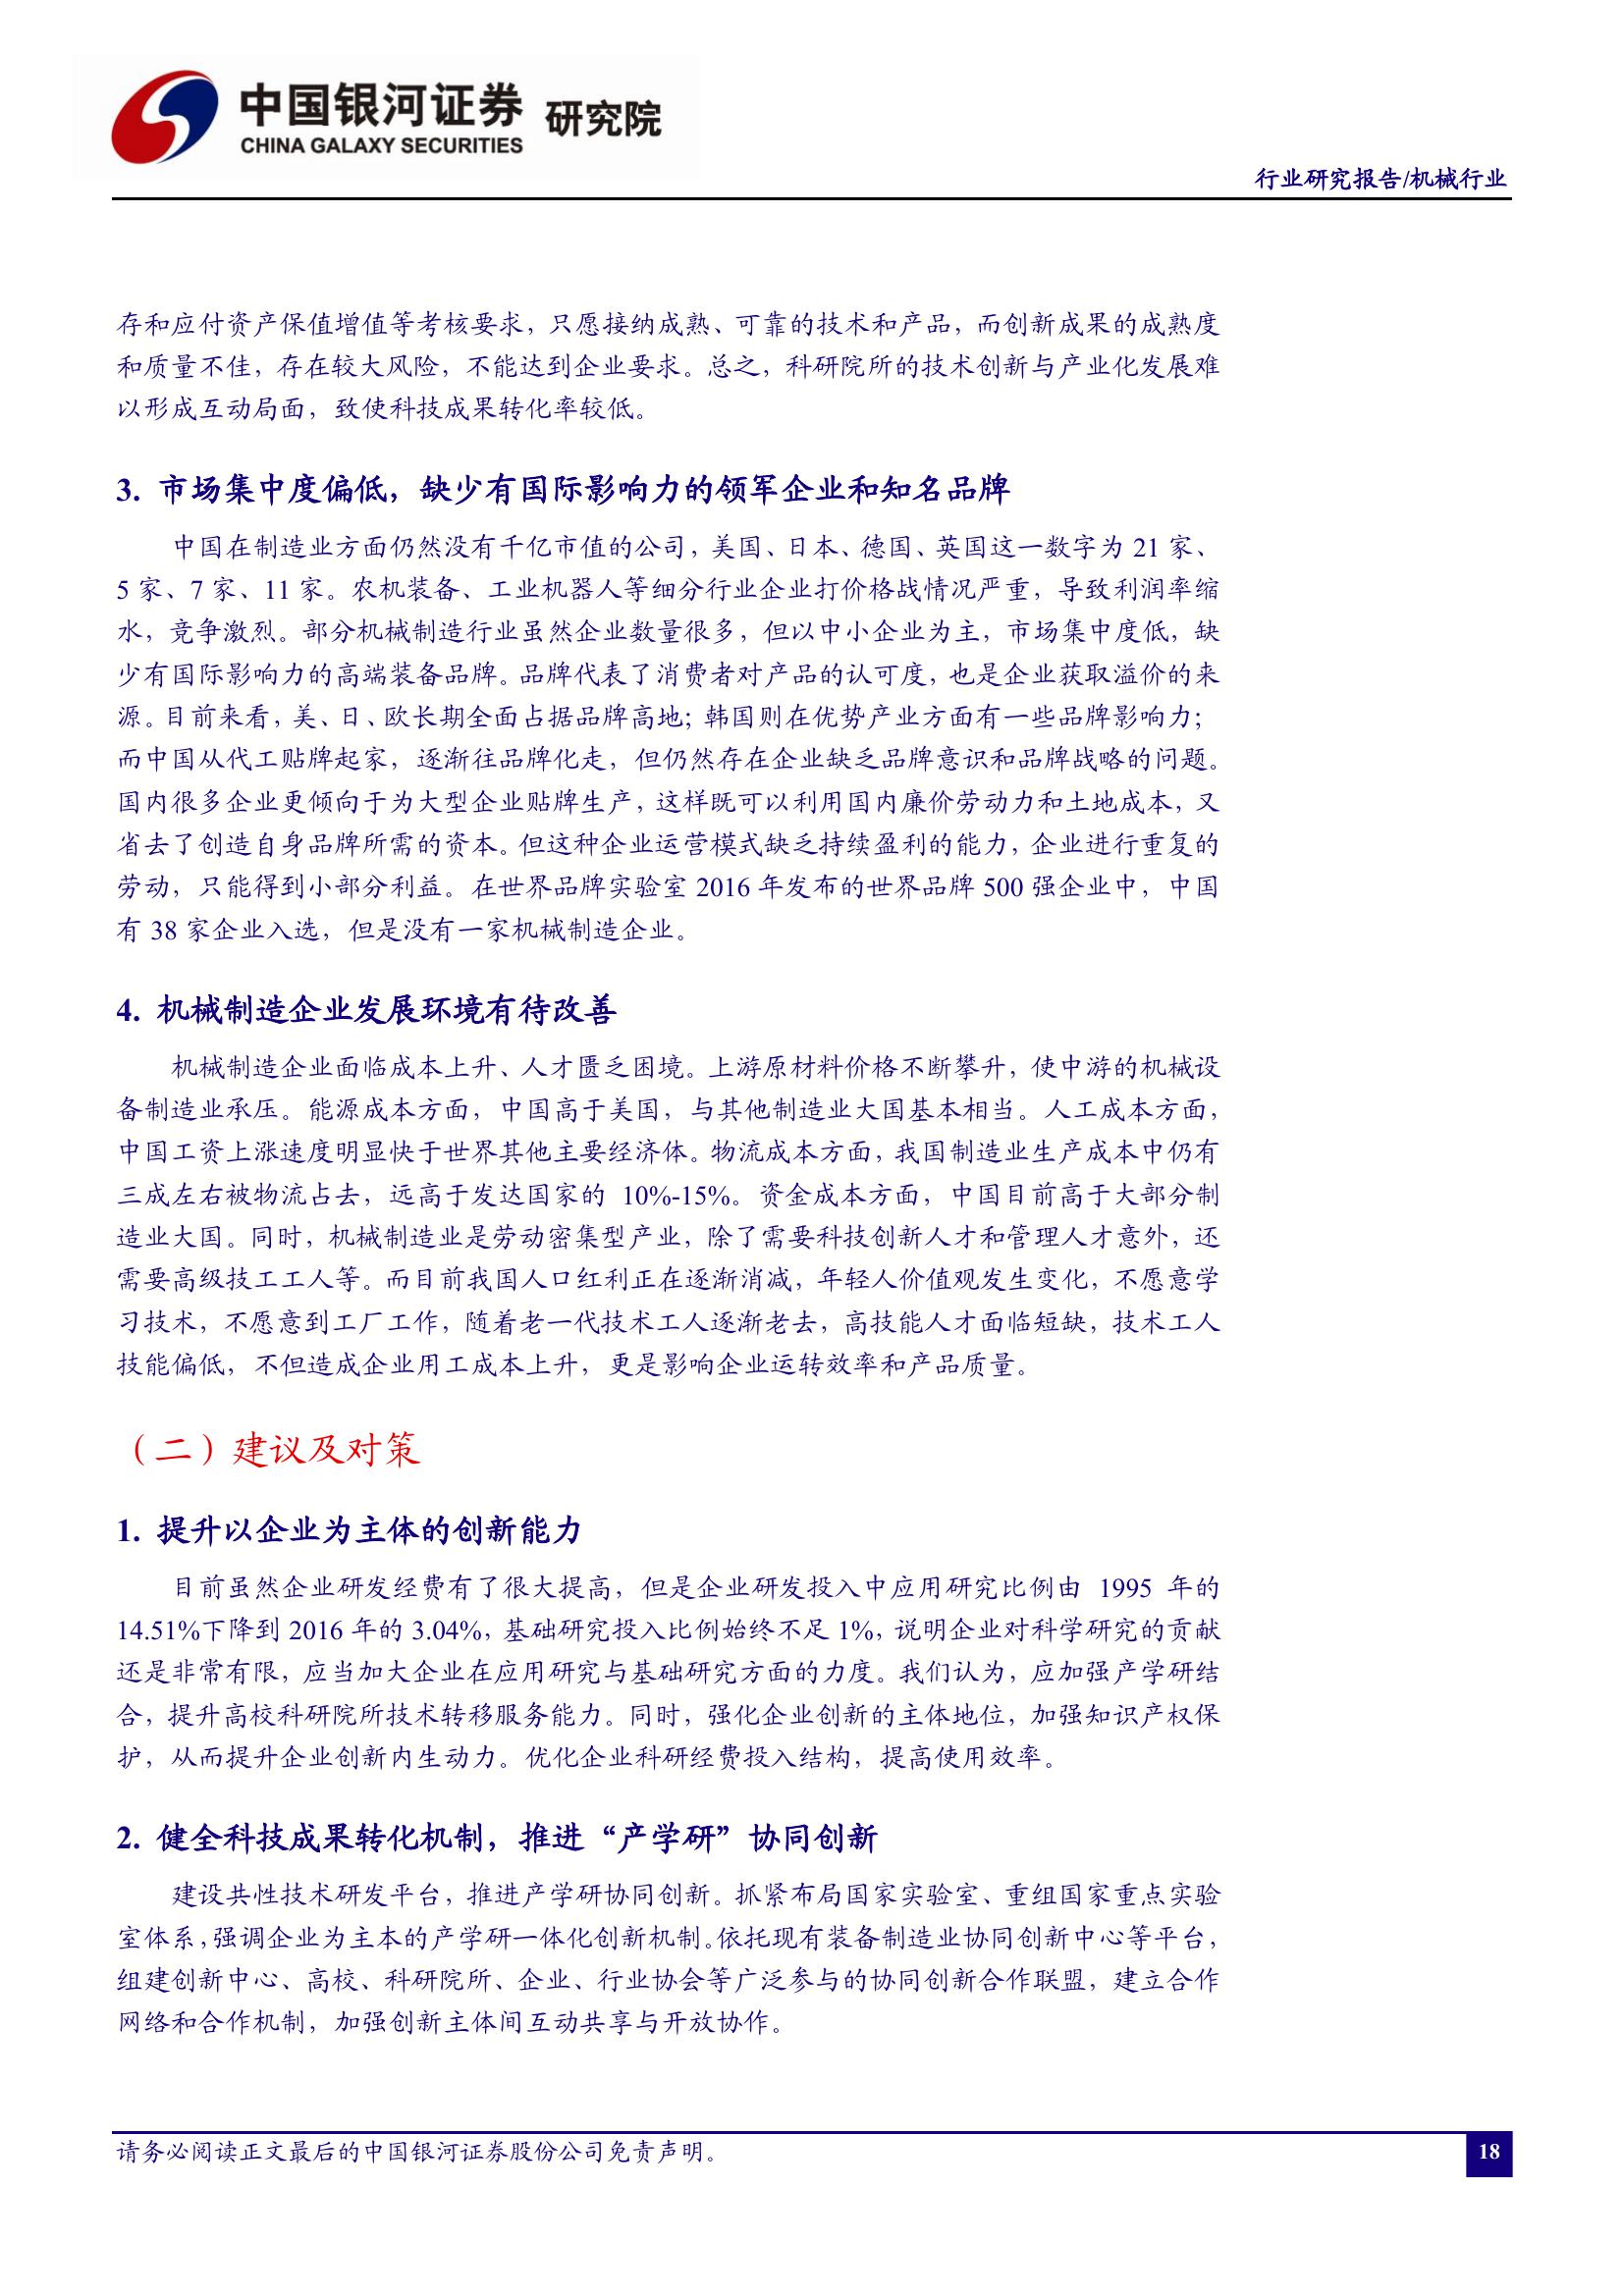 中国银河证券 研究院
CHINA GALAXY SECURITIES
行业研究报告/机械行业
存和应付资产保值增值等考核要求，只愿接纳成熟、可靠的技术和产品，而创新成果的成熟度
和质量不佳，存在较大风险，不能达到企业要求。总之，科研院所的技术创新与产业化发展难
以形成互动局面，致使科技成果转化率较低。
3. 市场集中度偏低，缺少有国际影响力的领军企业和知名品牌
中国在制造业方面仍然没有千亿市值的公司，美国、日本、德国、英国这一数字为 21 家、
5 家、7 家、11 家。农机装备、工业机器人等细分行业企业打价格战情况严重，导致利润率缩
水，竞争激烈。部分机械制造行业虽然企业数量很多，但以中小企业为主，市场集中度低，缺
少有国际影响力的高端装备品牌。品牌代表了消费者对产品的认可度，也是企业获取溢价的来
源。目前来看，美、日、欧长期全面占据品牌高地；韩国则在优势产业方面有一些品牌影响力；
而中国从代工贴牌起家，逐渐往品牌化走，但仍然存在企业缺乏品牌意识和品牌战略的问题。
国内很多企业更倾向于为大型企业贴牌生产，这样既可以利用国内廉价劳动力和土地成本，又
省去了创造自身品牌所需的资本。但这种企业运营模式缺乏持续盈利的能力，企业进行重复的
劳动，只能得到小部分利益。在世界品牌实验室 2016 年发布的世界品牌 500 强企业中，中国
有 38 家企业入选，但是没有一家机械制造企业。
4. 机械制造企业发展环境有待改善
机械制造企业面临成本上升、人才匮乏困境。上游原材料价格不断攀升，使中游的机械设
备制造业承压。能源成本方面，中国高于美国，与其他制造业大国基本相当。人工成本方面，
中国工资上涨速度明显快于世界其他主要经济体。物流成本方面，我国制造业生产成本中仍有
三成左右被物流占去，远高于发达国家的 10%-15%。资金成本方面，中国目前高于大部分制
造业大国。同时，机械制造业是劳动密集型产业，除了需要科技创新人才和管理人才意外，还
需要高级技工工人等。而目前我国人口红利正在逐渐消减，年轻人价值观发生变化，不愿意学
习技术，不愿意到工厂工作，随着老一代技术工人逐渐老去，高技能人才面临短缺，技术工人
技能偏低，不但造成企业用工成本上升，更是影响企业运转效率和产品质量。
（二）建议及对策
1. 提升以企业为主体的创新能力
目前虽然企业研发经费有了很大提高，但是企业研发投入中应用研究比例由 1995 年的
14.51%下降到 2016 年的 3.04%，基础研究投入比例始终不足 1%，说明企业对科学研究的贡献
还是非常有限，应当加大企业在应用研究与基础研究方面的力度。我们认为，应加强产学研结
合，提升高校科研院所技术转移服务能力。同时，强化企业创新的主体地位，加强知识产权保
护，从而提升企业创新内生动力。优化企业科研经费投入结构，提高使用效率。
2. 健全科技成果转化机制，推进“产学研”协同创新
建设共性技术研发平台，推进产学研协同创新。抓紧布局国家实验室、重组国家重点实验
室体系，强调企业为主本的产学研一体化创新机制。依托现有装备制造业协同创新中心等平台，
组建创新中心、高校、科研院所、企业、行业协会等广泛参与的协同创新合作联盟，建立合作
网络和合作机制，加强创新主体间互动共享与开放协作。
请务必阅读正文最后的中国银河证券股份公司免责声明。
18